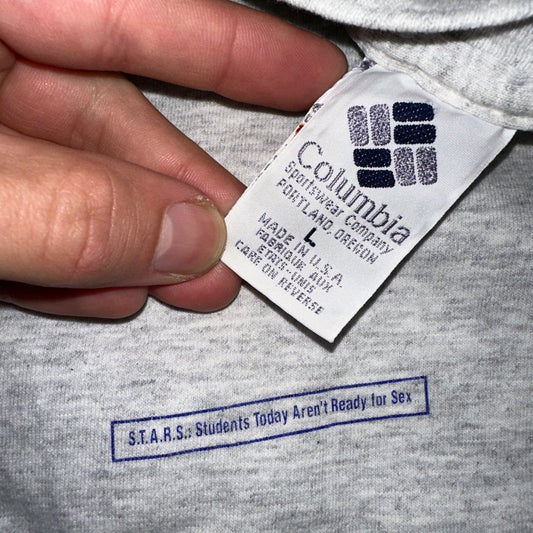 Columbia
Sportswear Company
PORTLAND, OREGON
L
MADE IN U.S.A.
FABRIQUE AUX
ETATS-UNIS
CARE ON REVERSE
S.T.A.R.S.: Students Today Aren't Ready for Sex